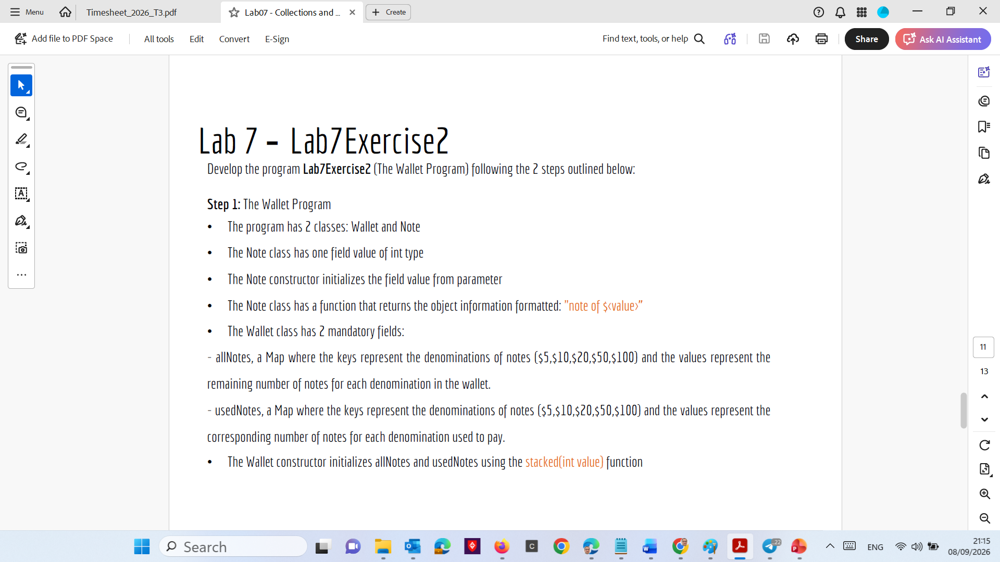 Menu
Timesheet_2026_T3.pdf
Lab07 - Collections and ...
Create
Add file to PDF Space
All tools
Edit
Convert
E-Sign
Find text, tools, or help
Share
Ask AI Assistant
Lab 7 – Lab7Exercise2
Develop the program Lab7Exercise2 (The Wallet Program) following the 2 steps outlined below:
Step 1: The Wallet Program
• The program has 2 classes: Wallet and Note
• The Note class has one field value of int type
• The Note constructor initializes the field value from parameter
• The Note class has a function that returns the object information formatted: "note of $<value>"
• The Wallet class has 2 mandatory fields:
- allNotes, a Map where the keys represent the denominations of notes ($5,$10,$20,$50,$100) and the values represent the
remaining number of notes for each denomination in the wallet.
- usedNotes, a Map where the keys represent the denominations of notes ($5,$10,$20,$50,$100) and the values represent the
corresponding number of notes for each denomination used to pay.
• The Wallet constructor initializes allNotes and usedNotes using the stacked(int value) function
11
13
Search
C
W
22
P
ENG
21:15
08/09/2026